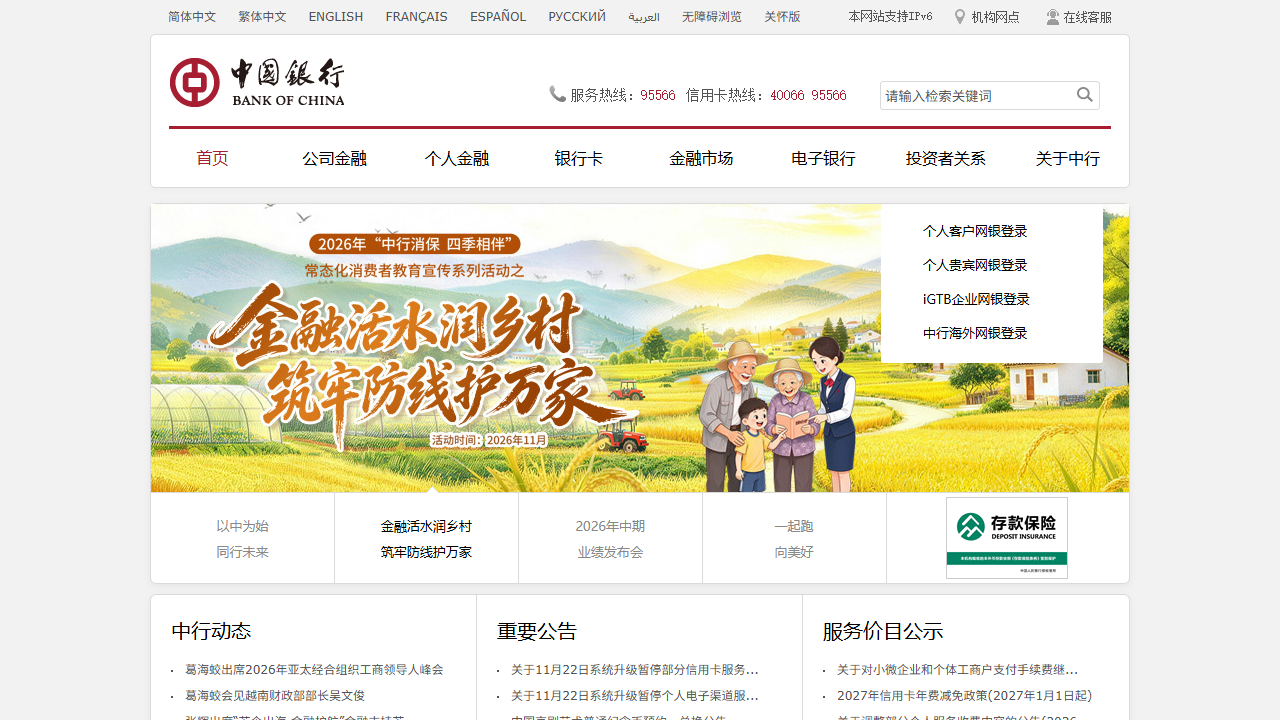 简体中文 繁体中文 ENGLISH FRANÇAIS ESPAÑOL РУССКИЙ العربية 无障碍浏览 关怀版 本网站支持IPv6 机构网点 在线客服
中国銀行
BANK OF CHINA
服务热线：95566 信用卡热线：40066 95566
请输入检索关键词
首页 公司金融 个人金融 银行卡 金融市场 电子银行 投资者关系 关于中行
2026年“中行消保 四季相伴”
常态化消费者教育宣传系列活动之
金融活水润乡村
筑牢防线护万家
活动时间：2026年11月
个人客户网银登录
个人贵宾网银登录
iGTB企业网银登录
中行海外网银登录
以中为始
同行未来
金融活水润乡村
筑牢防线护万家
2026年中期
业绩发布会
一起跑
向美好
存款保险
DEPOSIT INSURANCE
中行动态
葛海蛟出席2026年亚太经合组织工商领导人峰会
葛海蛟会见越南财政部部长吴文俊
重要公告
关于11月22日系统升级暂停部分信用卡服务...
关于11月22日系统升级暂停个人电子渠道服...
服务价目公示
关于对小微企业和个体工商户支付手续费继...
2027年信用卡年费减免政策(2027年1月1日起)